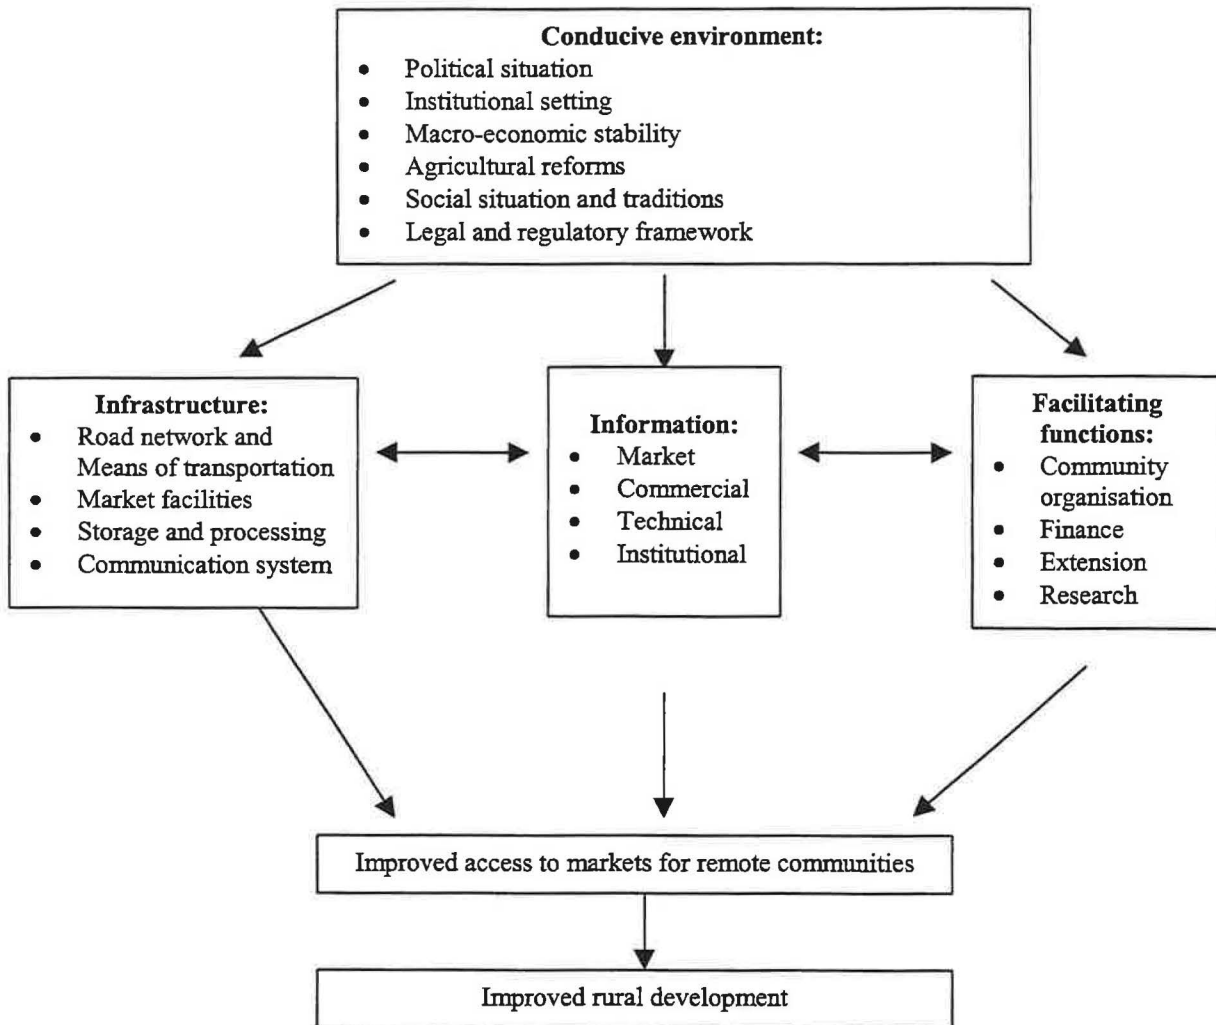 Conducive environment:
• Political situation
• Institutional setting
• Macro-economic stability
• Agricultural reforms
• Social situation and traditions
• Legal and regulatory framework
Infrastructure:
• Road network and
Means of transportation
• Market facilities
• Storage and processing
• Communication system
Information:
• Market
• Commercial
• Technical
• Institutional
Facilitating
functions:
• Community
organisation
• Finance
• Extension
• Research
Improved access to markets for remote communities
Improved rural development